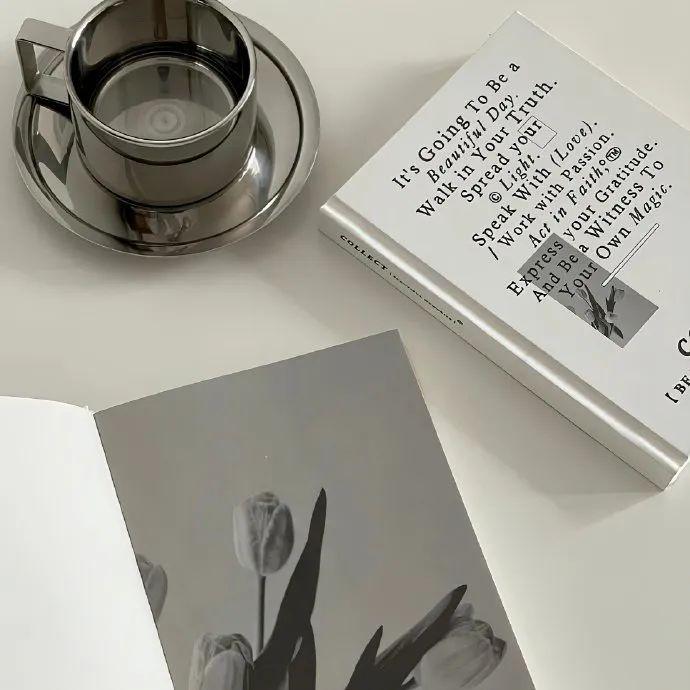 It's Going To Be a
Beautiful Day.
Walk in Your Truth.
Spread your
© Light.
Speak With (Love).
/ Work with Passion.
Act in Faith,°™
Express your Gratitude.
And Be a Witness To
Your Own Magic.
[ BE
COLLECT